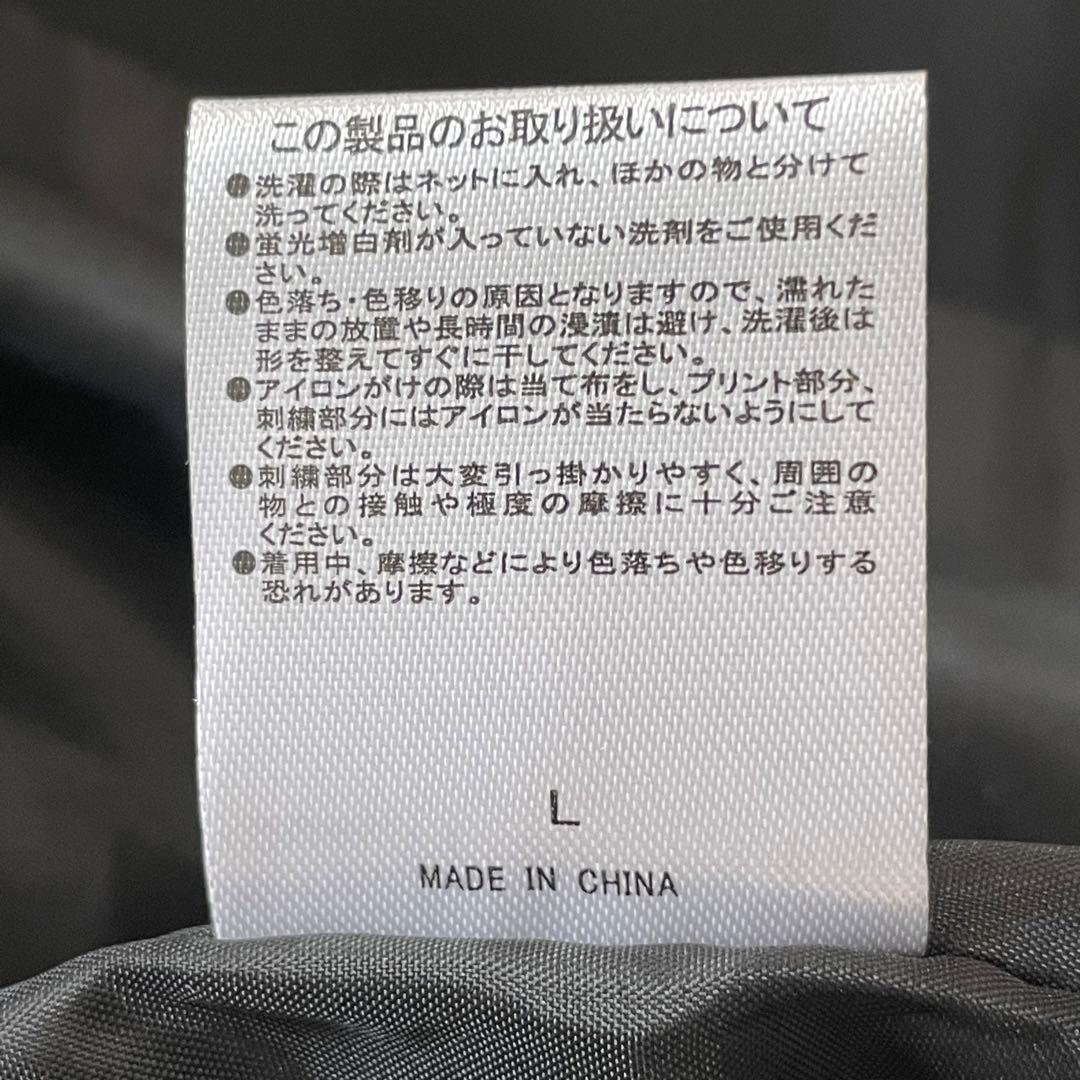 この製品のお取り扱いについて
●洗濯の際はネットに入れ、ほかの物と分けて
洗ってください。
●蛍光増白剤が入っていない洗剤をご使用くだ
さい。
●色落ち・色移りの原因となりますので、濡れた
ままの放置や長時間の浸漬は避け、洗濯後は
形を整えてすぐに干してください。
●アイロンがけの際は当て布をし、プリント部分、
刺繍部分にはアイロンが当たらないようにして
ください。
●刺繍部分は大変引っ掛かりやすく、周囲の
物との接触や極度の摩擦に十分ご注意
ください。
●着用中、摩擦などにより色落ちや色移りする
恐れがあります。
L
MADE IN CHINA